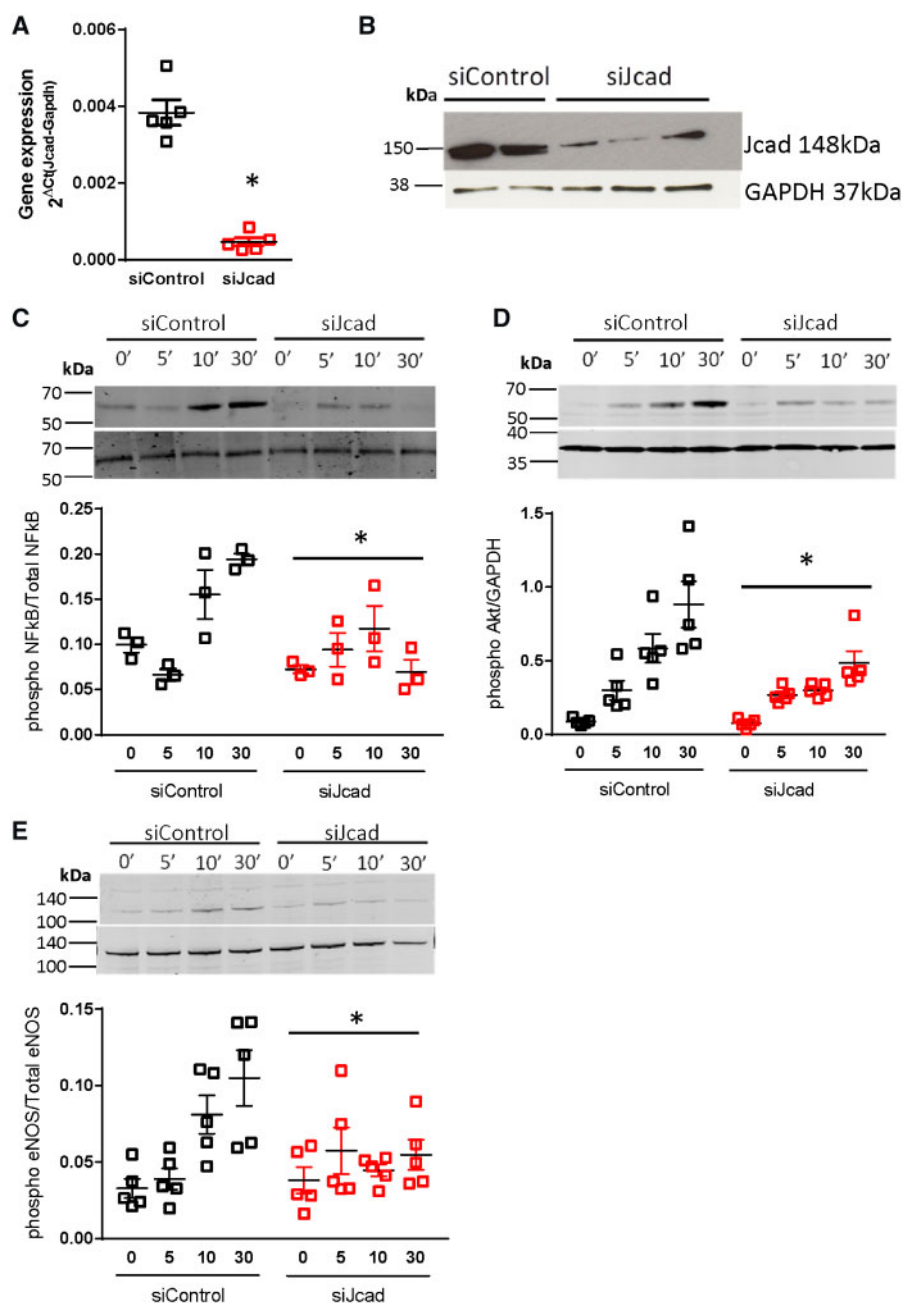 A
Gene expression
2^ΔCt(Jcad-Gapdh)
0.006
0.004
0.002
0.000
*
siControl siJcad
B
siControl siJcad
kDa
150
38
Jcad 148kDa
GAPDH 37kDa
C
siControl siJcad
0' 5' 10' 30' 0' 5' 10' 30'
kDa
70
50
70
50
phospho NFkB/Total NFkB
0.25
0.20
0.15
0.10
0.05
0.00
*
0 5 10 30 0 5 10 30
siControl siJcad
D
siControl siJcad
0' 5' 10' 30' 0' 5' 10' 30'
kDa
70
50
40
35
phospho Akt/GAPDH
1.5
1.0
0.5
0.0
*
0 5 10 30 0 5 10 30
siControl siJcad
E
siControl siJcad
0' 5' 10' 30' 0' 5' 10' 30'
kDa
140
100
140
100
phospho eNOS/Total eNOS
0.15
0.10
0.05
0.00
*
0 5 10 30 0 5 10 30
siControl siJcad